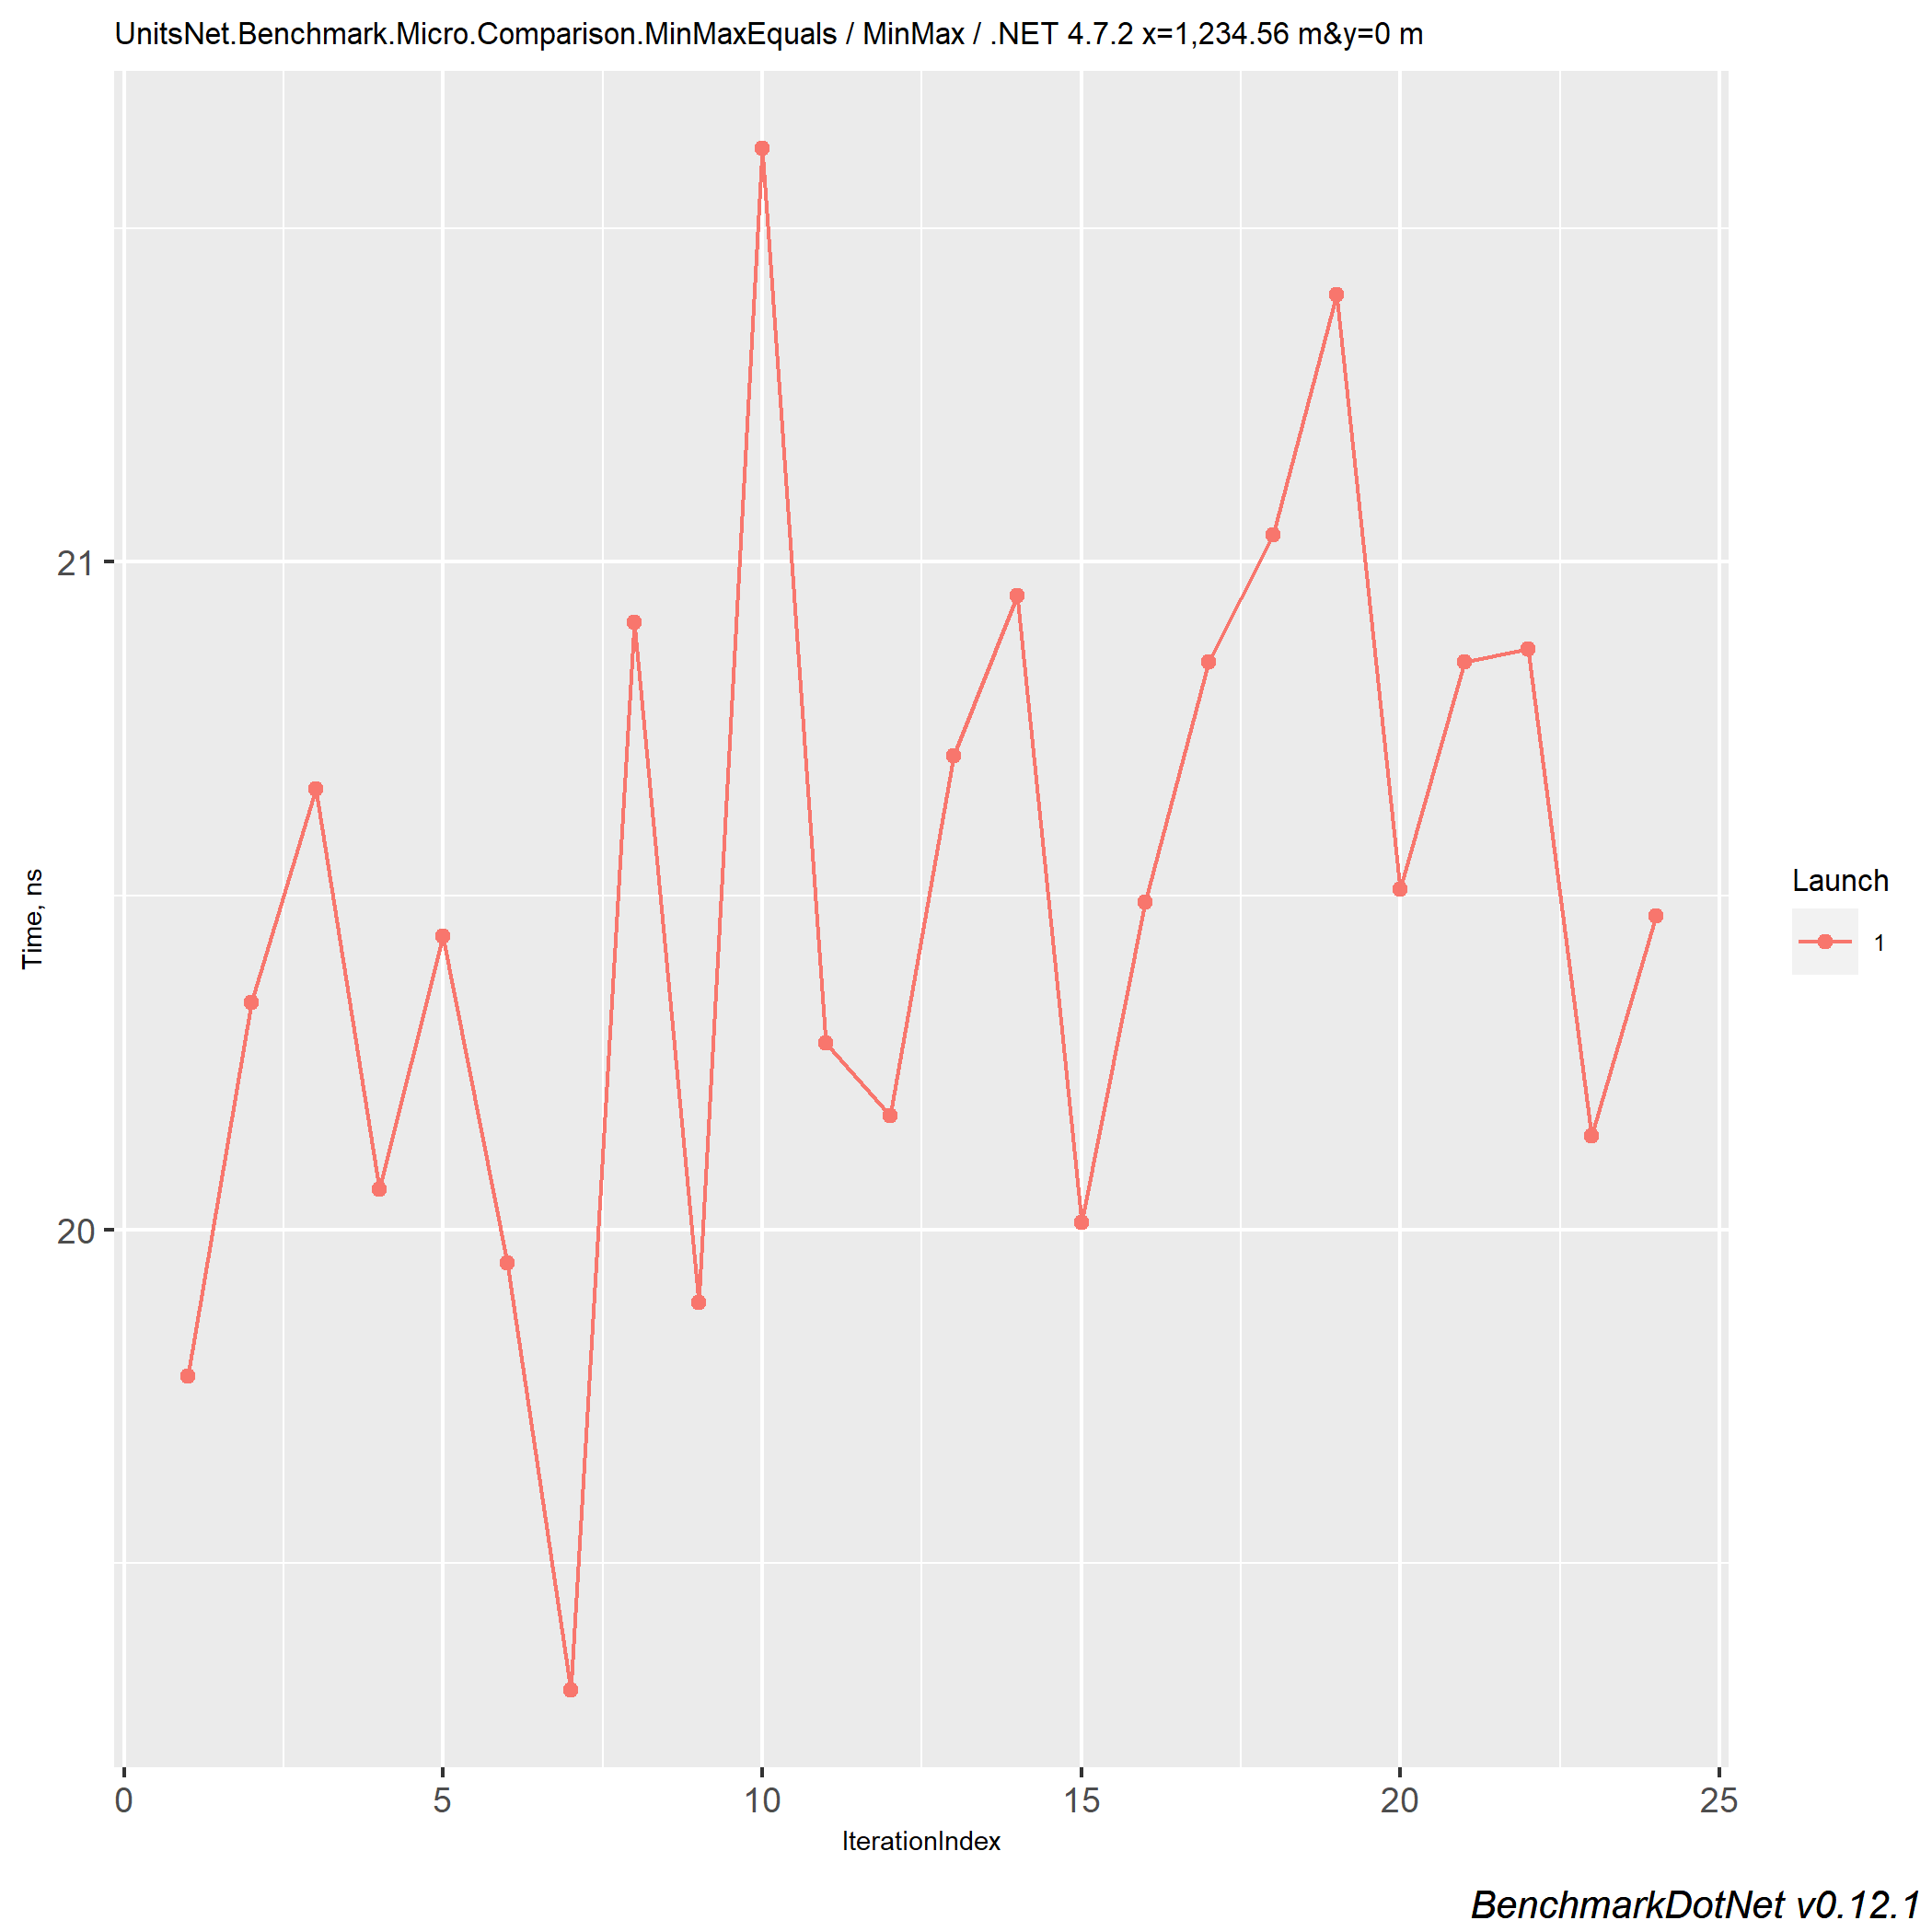 UnitsNet.Benchmark.Micro.Comparison.MinMaxEquals / MinMax / .NET 4.7.2 x=1,234.56 m&y=0 m
21
20
Time, ns
0 5 10 15 20 25
IterationIndex
Launch
1
BenchmarkDotNet v0.12.1